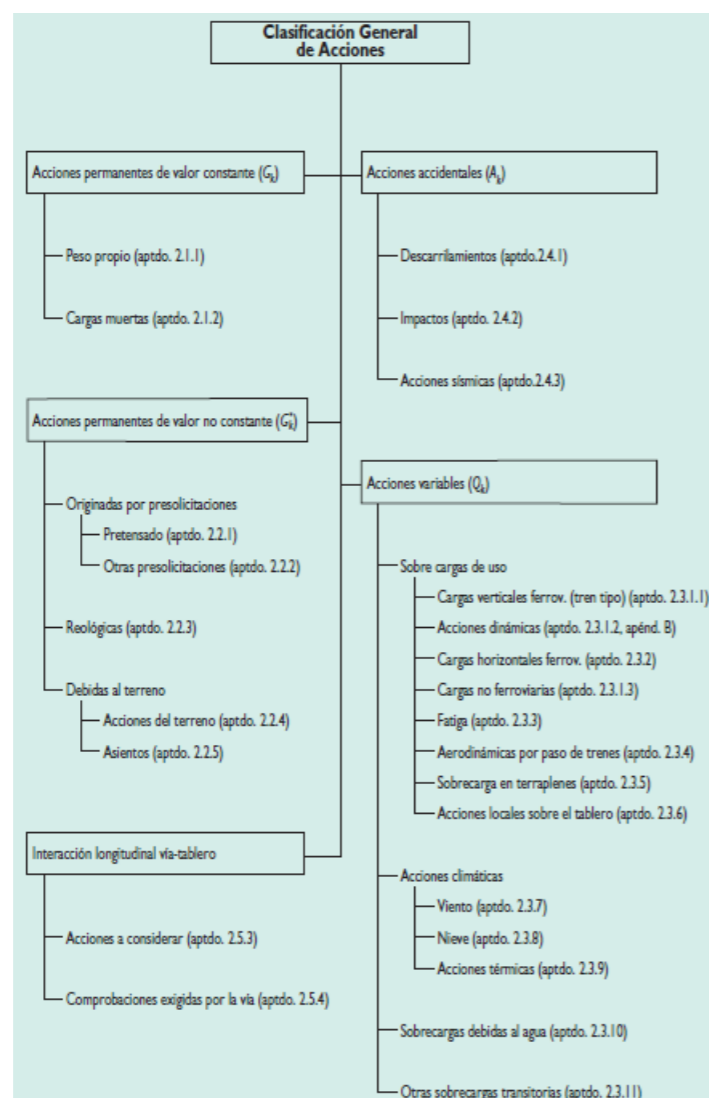 Clasificación General
de Acciones
Acciones permanentes de valor constante (Gk)
Peso propio (aptdo. 2.1.1)
Cargas muertas (aptdo. 2.1.2)
Acciones accidentales (Ak)
Descarrilamientos (aptdo.2.4.1)
Impactos (aptdo. 2.4.2)
Acciones sísmicas (aptdo.2.4.3)
Acciones permanentes de valor no constante (G*k)
Originadas por presolicitaciones
Pretensado (aptdo. 2.2.1)
Otras presolicitaciones (aptdo. 2.2.2)
Reológicas (aptdo. 2.2.3)
Debidas al terreno
Acciones del terreno (aptdo. 2.2.4)
Asientos (aptdo. 2.2.5)
Acciones variables (Qk)
Sobre cargas de uso
Cargas verticales ferrov. (tren tipo) (aptdo. 2.3.1.1)
Acciones dinámicas (aptdo. 2.3.1.2, apénd. B)
Cargas horizontales ferrov. (aptdo. 2.3.2)
Cargas no ferroviarias (aptdo. 2.3.1.3)
Fatiga (aptdo. 2.3.3)
Aerodinámicas por paso de trenes (aptdo. 2.3.4)
Sobrecarga en terraplenes (aptdo. 2.3.5)
Acciones locales sobre el tablero (aptdo. 2.3.6)
Acciones climáticas
Viento (aptdo. 2.3.7)
Nieve (aptdo. 2.3.8)
Acciones térmicas (aptdo. 2.3.9)
Sobrecargas debidas al agua (aptdo. 2.3.10)
Otras sobrecargas transitorias (aptdo. 2.3.11)
Interacción longitudinal vía-tablero
Acciones a considerar (aptdo. 2.5.3)
Comprobaciones exigidas por la vía (aptdo. 2.5.4)